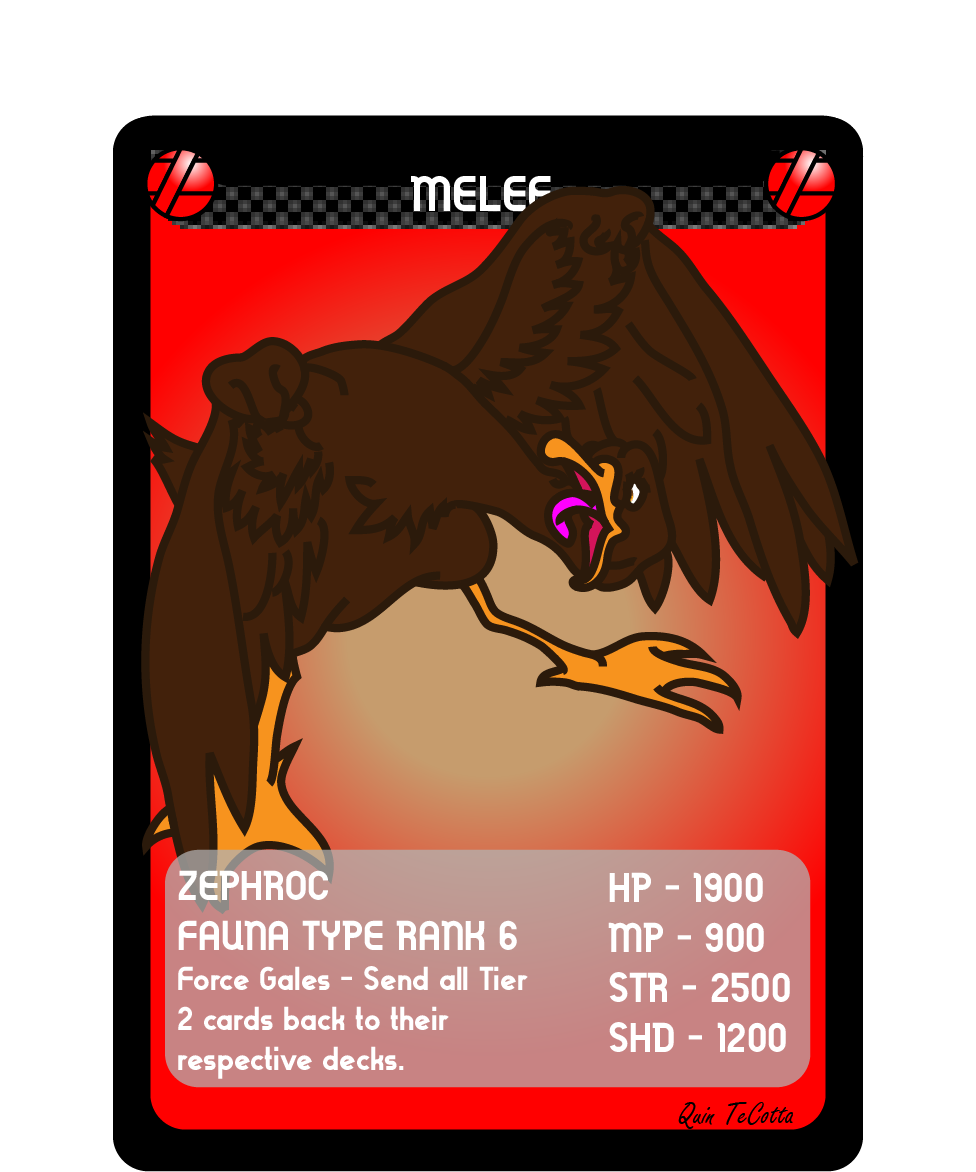 MELEE
ZEPHROC
FAUNA TYPE RANK 6
Force Gales - Send all Tier
2 cards back to their
respective decks.
HP - 1900
MP - 900
STR - 2500
SHD - 1200
Quin TeCotta